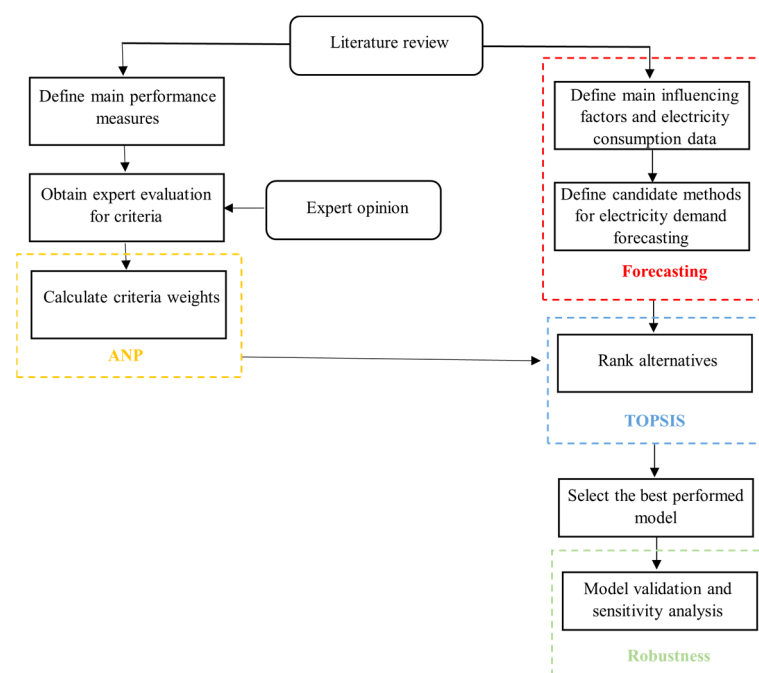 Literature review
Define main performance
measures
Define main influencing
factors and electricity
consumption data
Obtain expert evaluation
for criteria
Expert opinion
Define candidate methods
for electricity demand
forecasting
Forecasting
Calculate criteria weights
ANP
Rank alternatives
TOPSIS
Select the best performed
model
Model validation and
sensitivity analysis
Robustness